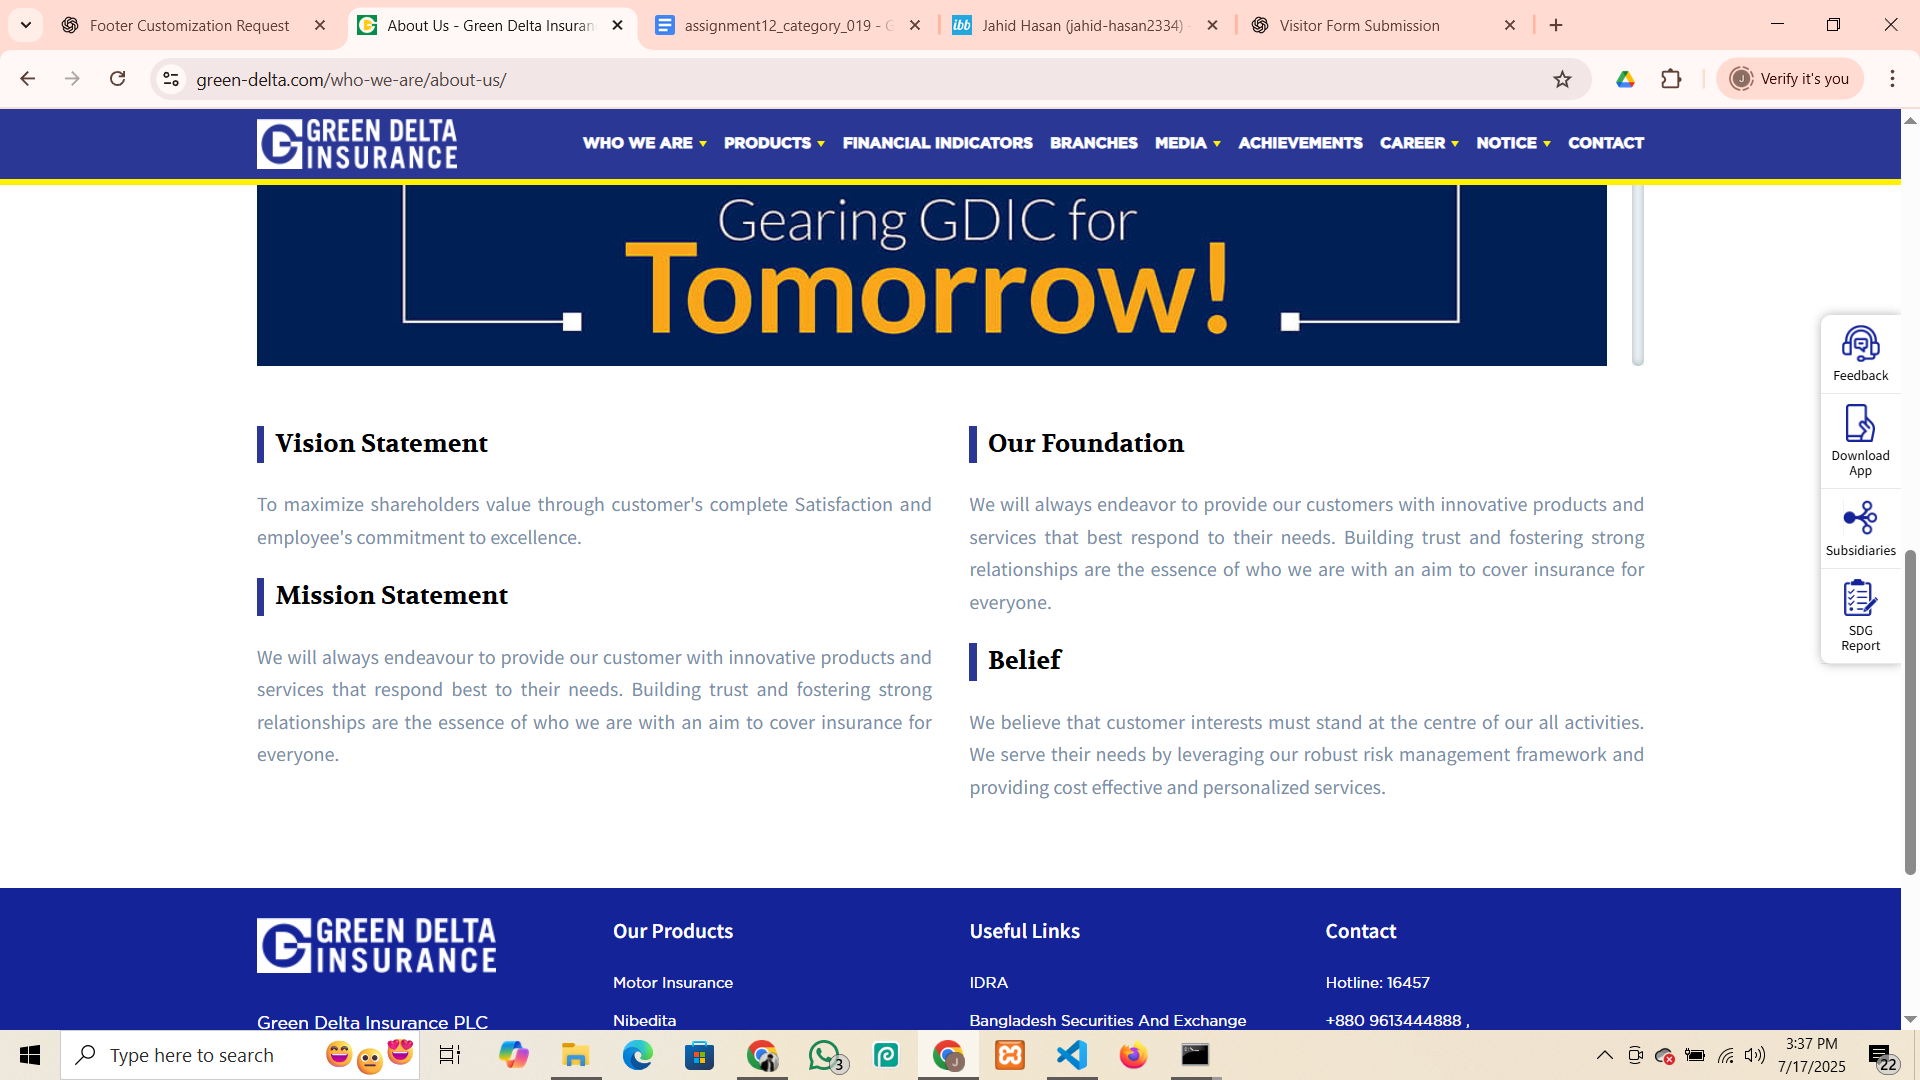 Footer Customization Request
About Us - Green Delta Insuran
assignment12_category_019 - G
ibb
Jahid Hasan (jahid-hasan2334) -
Visitor Form Submission
green-delta.com/who-we-are/about-us/
J
Verify it's you
GREEN DELTA
INSURANCE
WHO WE ARE
PRODUCTS
FINANCIAL INDICATORS
BRANCHES
MEDIA
ACHIEVEMENTS
CAREER
NOTICE
CONTACT
Gearing GDIC for
Tomorrow!
Feedback
Download
App
Subsidiaries
SDG
Report
Vision Statement
To maximize shareholders value through customer's complete Satisfaction and
employee's commitment to excellence.
Mission Statement
We will always endeavour to provide our customer with innovative products and
services that respond best to their needs. Building trust and fostering strong
relationships are the essence of who we are with an aim to cover insurance for
everyone.
Our Foundation
We will always endeavor to provide our customers with innovative products and
services that best respond to their needs. Building trust and fostering strong
relationships are the essence of who we are with an aim to cover insurance for
everyone.
Belief
We believe that customer interests must stand at the centre of our all activities.
We serve their needs by leveraging our robust risk management framework and
providing cost effective and personalized services.
GREEN DELTA
INSURANCE
Green Delta Insurance PLC
Our Products
Motor Insurance
Nibedita
Useful Links
IDRA
Bangladesh Securities And Exchange
Contact
Hotline: 16457
+880 9613444888 ,
Type here to search
3
J
3:37 PM
7/17/2025
22